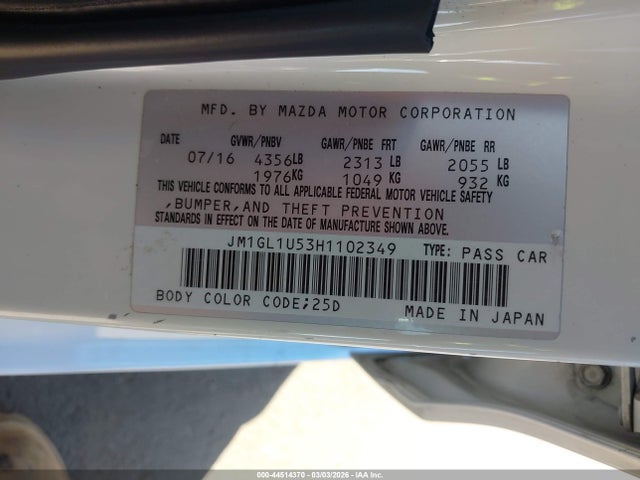 MFD. BY MAZDA MOTOR CORPORATION
DATE GVWR/PNBV GAWR/PNBE FRT GAWR/PNBE RR
07/16 4356LB 2313 LB 2055 LB
1976KG 1049 KG 932 KG
THIS VEHICLE CONFORMS TO ALL APPLICABLE FEDERAL MOTOR VEHICLE SAFETY
,BUMPER,AND THEFT PREVENTION
STANDARDS IN EFFECT ON THE DATE OF MANUFACTURE SHOWN ABOVE.
JM1GL1U53H1102349 TYPE: PASS CAR
BODY COLOR CODE;25D MADE IN JAPAN
000-44514370 - 03/03/2026 - IAA Inc.